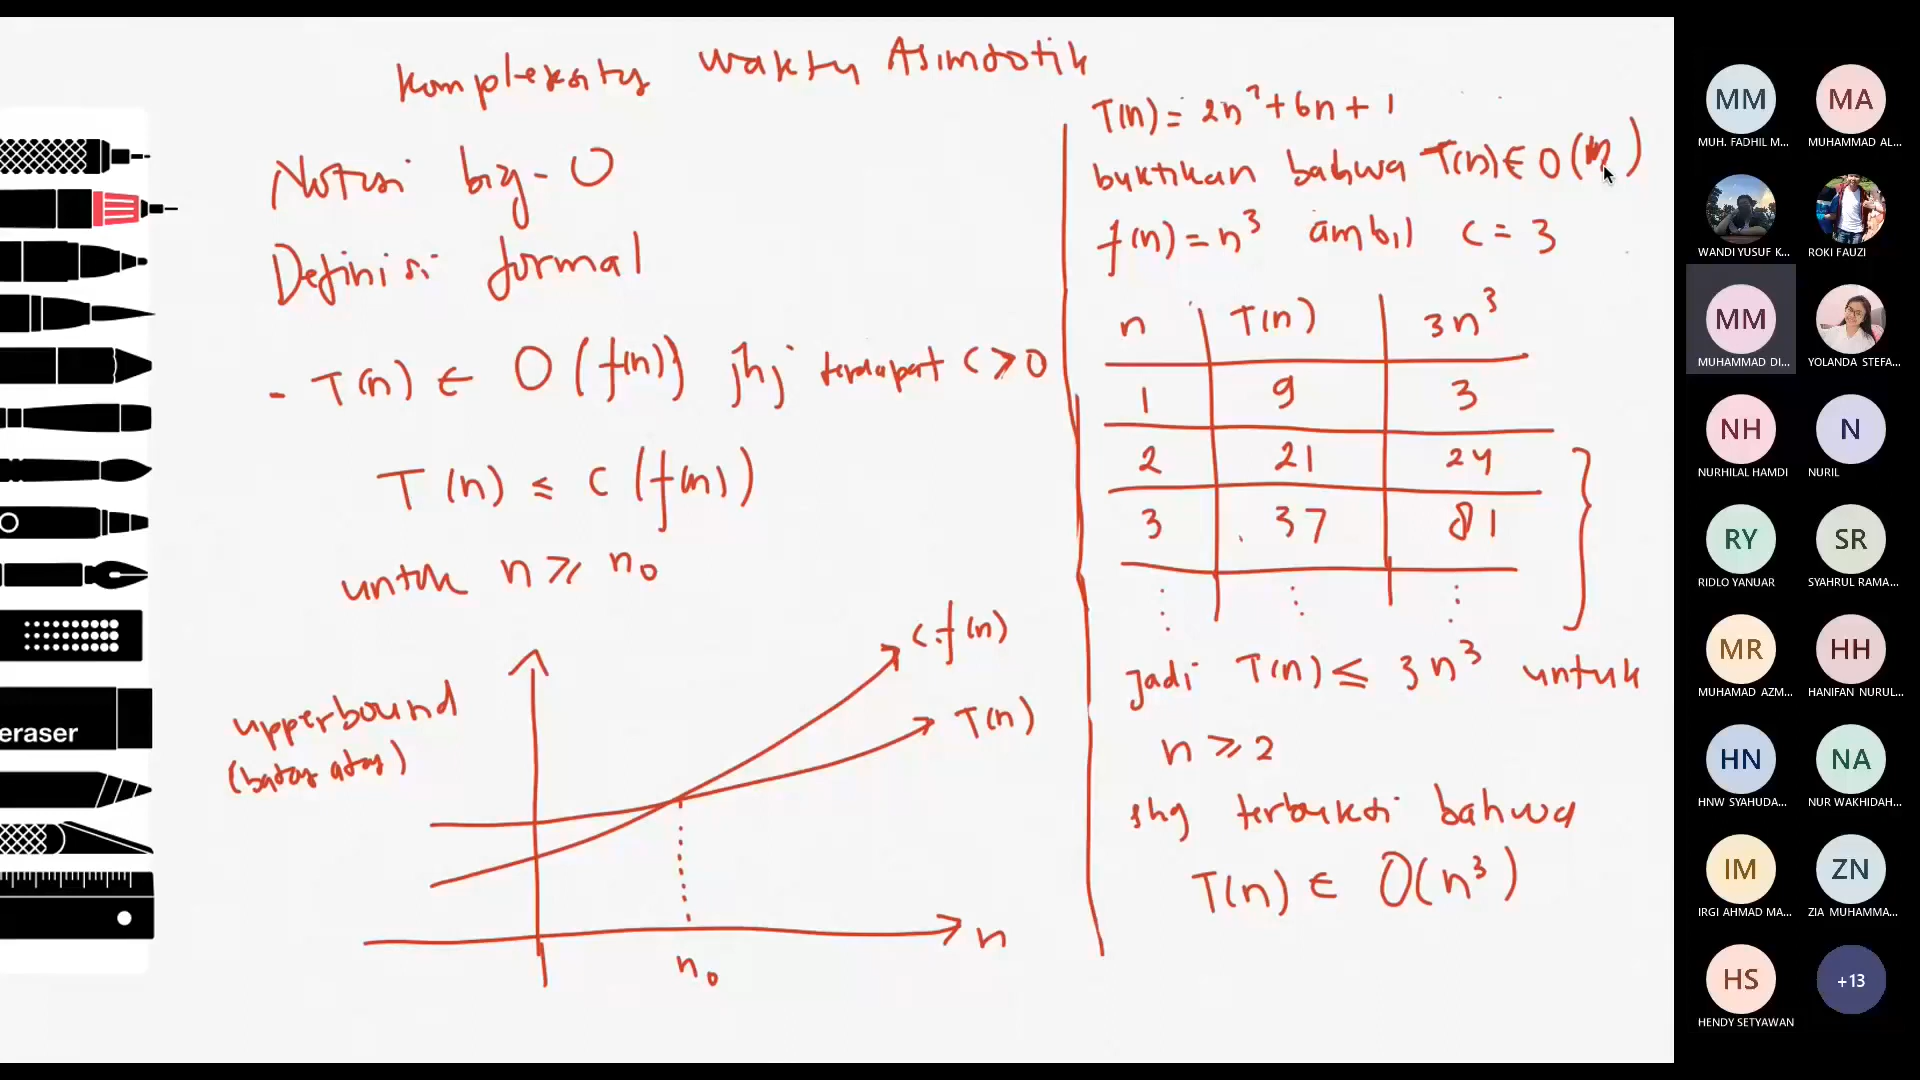 Kompleksitas Waktu Asimtotik
Notasi big-O
Definisi formal
- T(n) ∈ O(f(n)) jhj terdapat C > 0
T(n) ≤ C(f(n))
untuk n ≥ n₀
upperbound
(batas atas)
C.f(n)
T(n)
n
n₀
T(n) = 2n²+6n+1
buktikan bahwa T(n) ∈ O(
f(n) = n³ ambil C = 3
n T(n) 3n³
1 9 3
2 21 24
3 37 81
⋮ ⋮ ⋮
jadi T(n) ≤ 3n³ untuk
n ≥ 2
shg terbukti bahwa
T(n) ∈ O(n³)
eraser
MM MA
MUH. FADHIL M... MUHAMMAD AL...
WANDI YUSUF K... ROKI FAUZI
MM
MUHAMMAD DI... YOLANDA STEFA...
NH N
NURHILAL HAMDI NURIL
RY SR
RIDLO YANUAR SYAHRUL RAMA...
MR HH
MUHAMAD AZM... HANIFAN NURUL...
HN NA
HNW SYAHUDA... NUR WAKHIDAH...
IM ZN
IRGI AHMAD MA... ZIA MUHAMMA...
HS +13
HENDY SETYAWAN